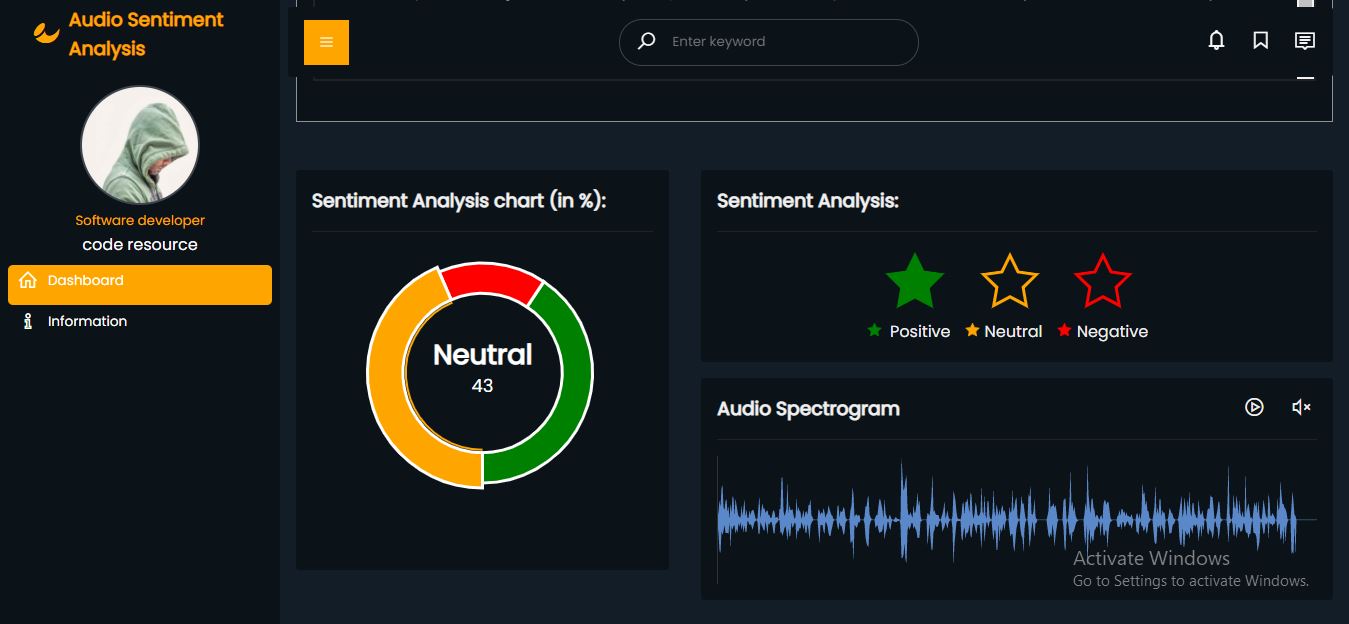 Audio Sentiment
Analysis
Enter keyword
Software developer
code resource
Dashboard
Information
Sentiment Analysis chart (in %):
Neutral
43
Sentiment Analysis:
Positive
Neutral
Negative
Audio Spectrogram
Activate Windows
Go to Settings to activate Windows.